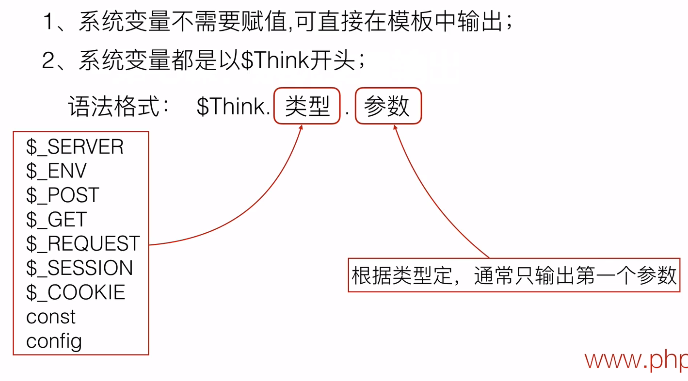 1、系统变量不需要赋值,可直接在模板中输出；
2、系统变量都是以$Think开头；
语法格式： $Think. 类型 . 参数
$_SERVER
$_ENV
$_POST
$_GET
$_REQUEST
$_SESSION
$_COOKIE
const
config
根据类型定，通常只输出第一个参数
www.php